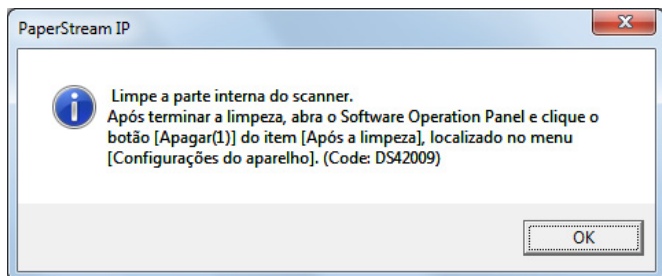 PaperStream IP
Limpe a parte interna do scanner.
Após terminar a limpeza, abra o Software Operation Panel e clique o
botão [Apagar(1)] do item [Após a limpeza], localizado no menu
[Configurações do aparelho]. (Code: DS42009)
OK